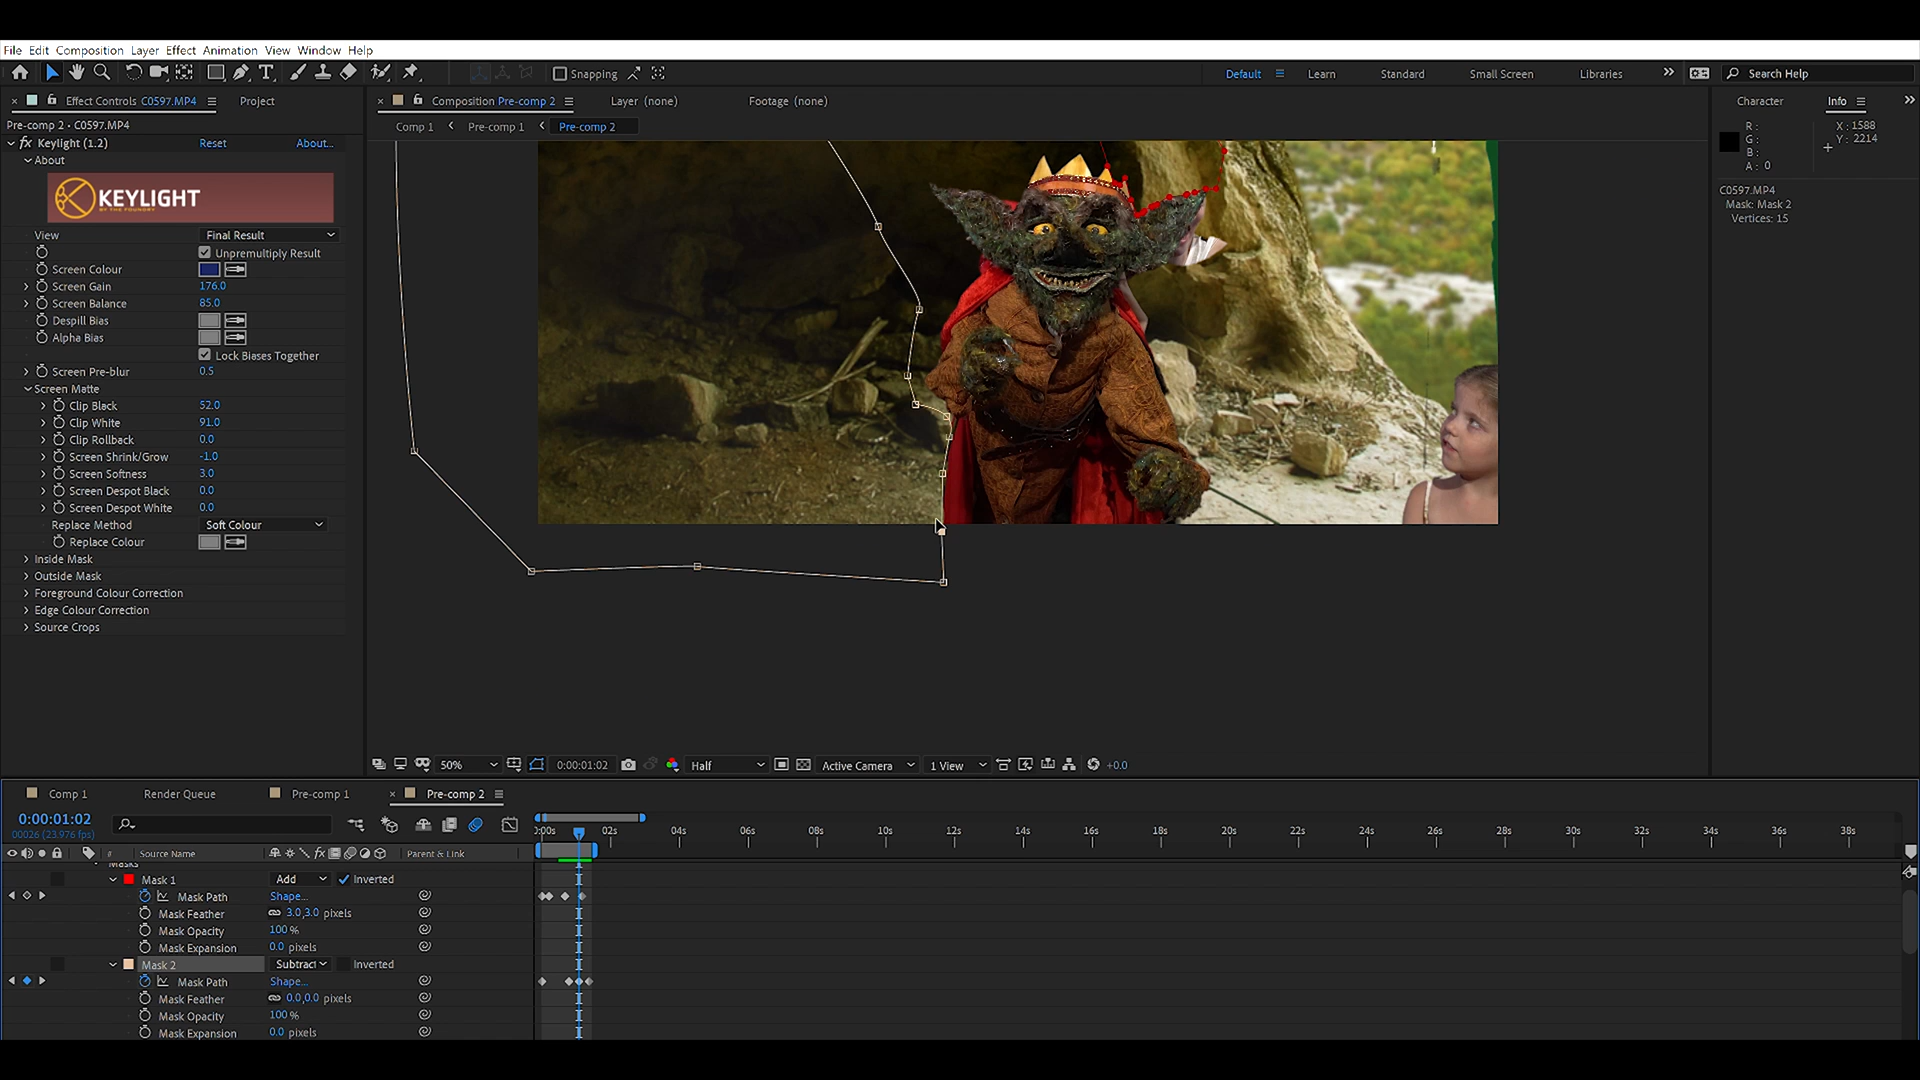 File Edit Composition Layer Effect Animation View Window Help
Snapping
Default
Learn
Standard
Small Screen
Libraries
Search Help
Effect Controls C0597.MP4
Project
Composition Pre-comp 2
Layer (none)
Footage (none)
Character
Info
Pre-comp 2 • C0597.MP4
Comp 1
Pre-comp 1
Pre-comp 2
R :
G :
B :
A : 0
X : 1588
Y : 2214
C0597.MP4
Mask: Mask 2
Vertices: 15
fx Keylight (1.2)
Reset
About...
About
KEYLIGHT
BY THE FOUNDRY
View
Final Result
Unpremultiply Result
Screen Colour
Screen Gain
176.0
Screen Balance
85.0
Despill Bias
Alpha Bias
Lock Biases Together
Screen Pre-blur
0.5
Screen Matte
Clip Black
52.0
Clip White
91.0
Clip Rollback
0.0
Screen Shrink/Grow
-1.0
Screen Softness
3.0
Screen Despot Black
0.0
Screen Despot White
0.0
Replace Method
Soft Colour
Replace Colour
Inside Mask
Outside Mask
Foreground Colour Correction
Edge Colour Correction
Source Crops
50%
0:00:01:02
Half
Active Camera
1 View
+0.0
Comp 1
Render Queue
Pre-comp 1
Pre-comp 2
0:00:01:02
00026 (23.976 fps)
02s
04s
06s
08s
10s
12s
14s
16s
18s
20s
22s
24s
26s
28s
30s
32s
34s
36s
38s
#
Source Name
fx
Parent & Link
Masks
Mask 1
Add
Inverted
Mask Path
Shape...
Mask Feather
3.0,3.0 pixels
Mask Opacity
100 %
Mask Expansion
0.0 pixels
Mask 2
Subtract
Inverted
Mask Path
Shape...
Mask Feather
0.0,0.0 pixels
Mask Opacity
100 %
Mask Expansion
0.0 pixels